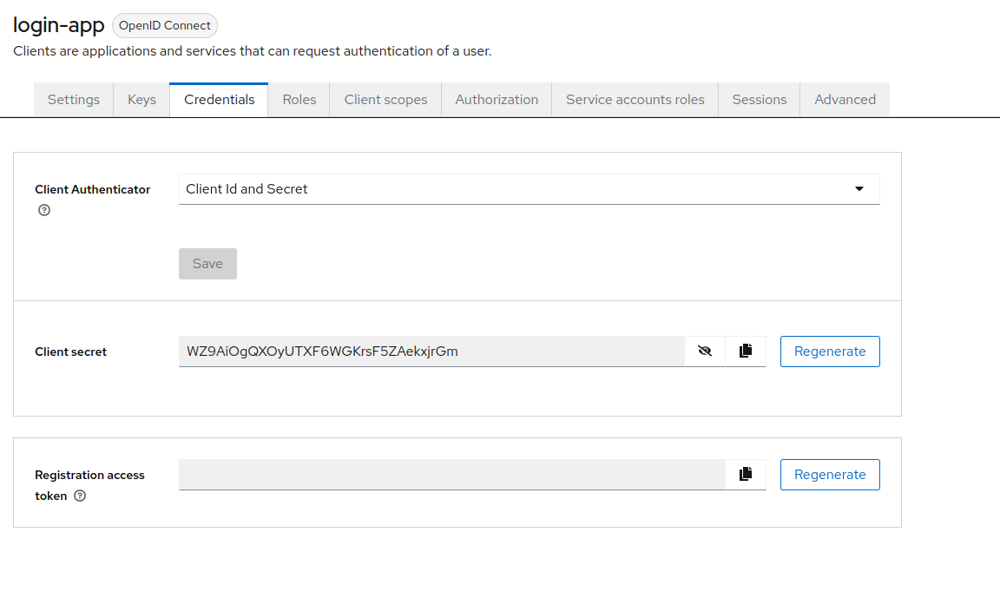 login-app OpenID Connect
Clients are applications and services that can request authentication of a user.
Settings Keys Credentials Roles Client scopes Authorization Service accounts roles Sessions Advanced
Client Authenticator Client Id and Secret
Save
Client secret WZ9AiOgQXOyUTXF6WGKrsF5ZAekxjrGm Regenerate
Registration access Regenerate
token